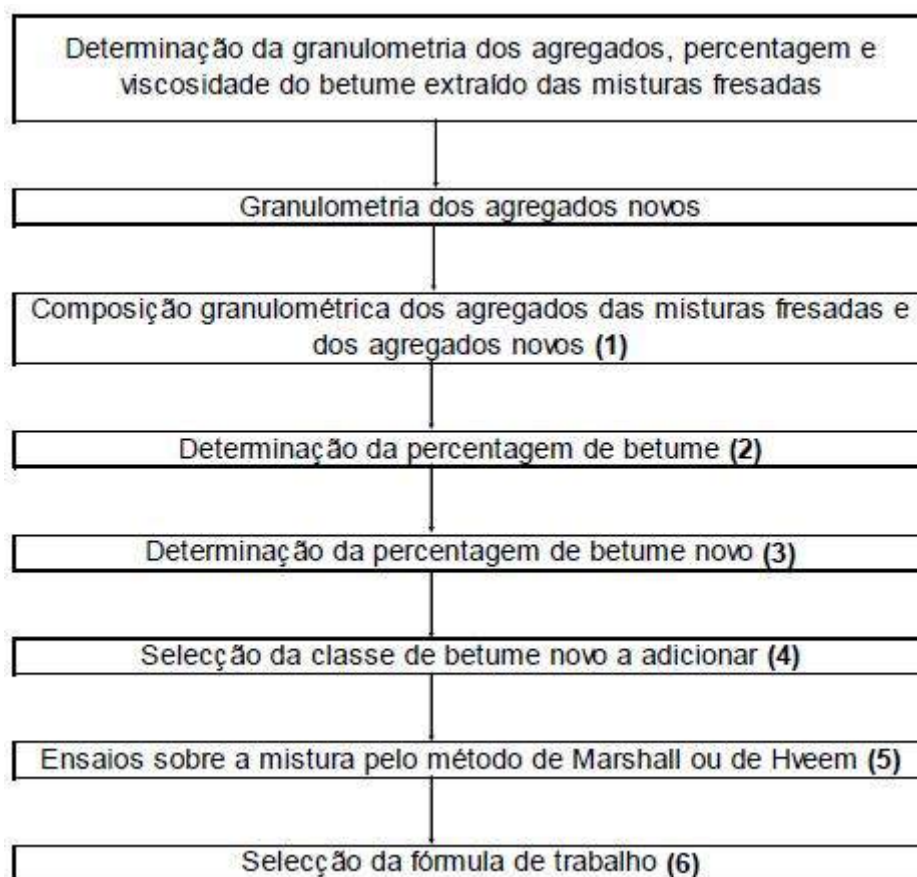 Determinação da granulometria dos agregados, percentagem e
viscosidade do betume extraído das misturas fresadas
Granulometria dos agregados novos
Composição granulométrica dos agregados das misturas fresadas e
dos agregados novos (1)
Determinação da percentagem de betume (2)
Determinação da percentagem de betume novo (3)
Selecção da classe de betume novo a adicionar (4)
Ensaios sobre a mistura pelo método de Marshall ou de Hveem (5)
Selecção da fórmula de trabalho (6)